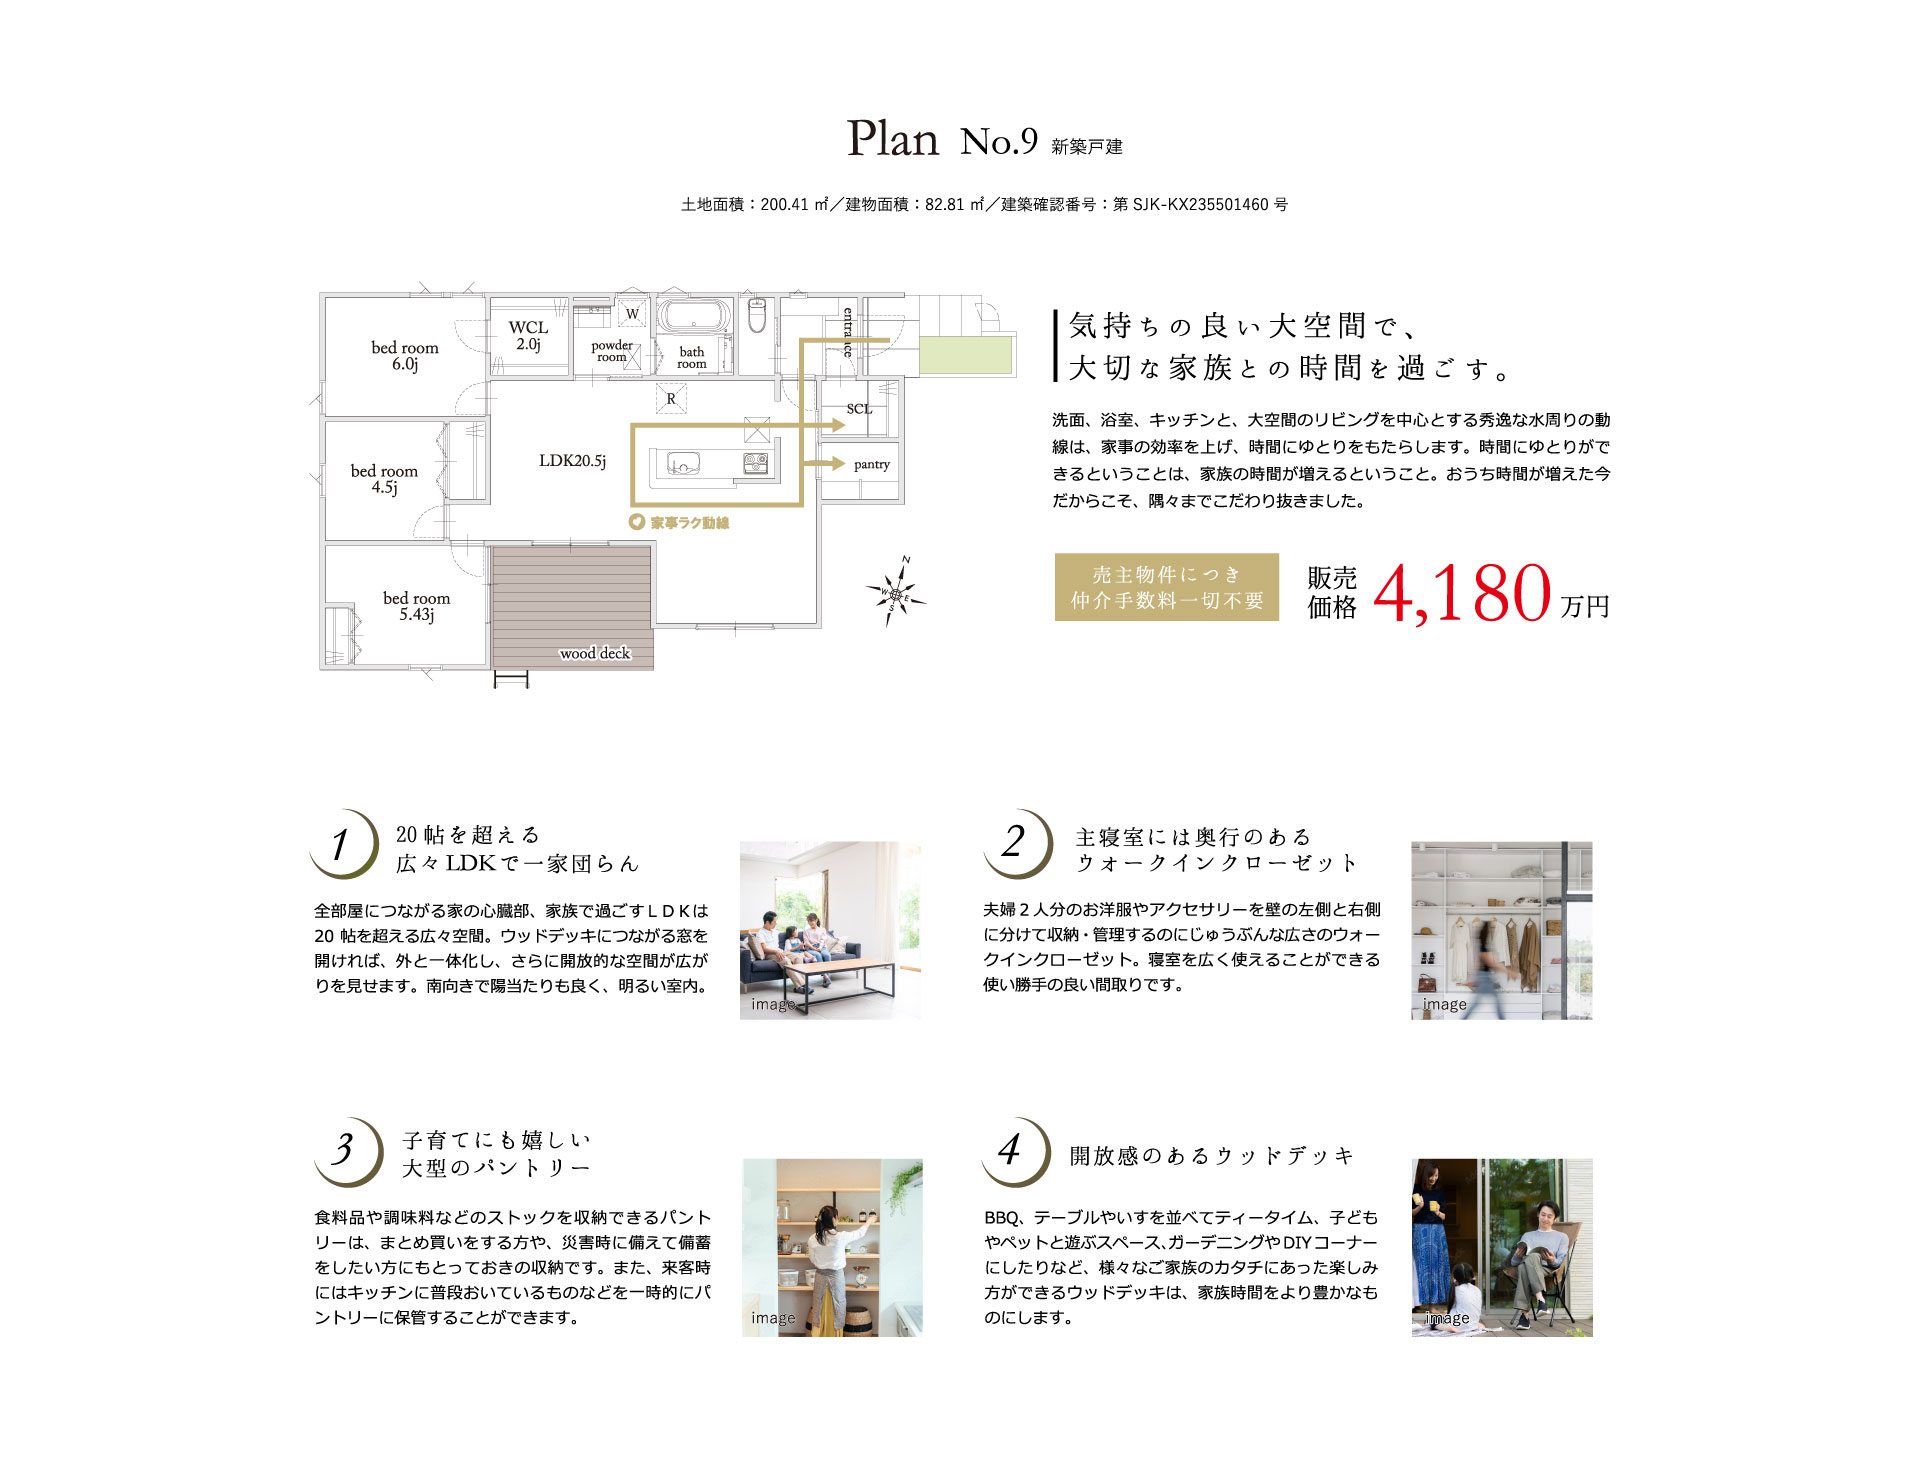 Plan No.9 新築戸建
土地面積：200.41 ㎡／建物面積：82.81 ㎡／建築確認番号：第 SJK-KX235501460 号
bed room
6.0j
WCL
2.0j
W
powder
room
bath
room
entrance
R
SCL
LDK20.5j
pantry
bed room
4.5j
家事ラク動線
bed room
5.43j
wood deck
N
W
E
S
気持ちの良い大空間で、
大切な家族との時間を過ごす。
洗面、浴室、キッチンと、大空間のリビングを中心とする秀逸な水周りの動
線は、家事の効率を上げ、時間にゆとりをもたらします。時間にゆとりがで
きるということは、家族の時間が増えるということ。おうち時間が増えた今
だからこそ、隅々までこだわり抜きました。
売主物件につき
仲介手数料一切不要
販売
価格
4,180 万円
1
20 帖を超える
広々 LDK で一家団らん
全部屋につながる家の心臓部、家族で過ごすＬＤＫは
20 帖を超える広々空間。ウッドデッキにつながる窓を
開ければ、外と一体化し、さらに開放的な空間が広が
りを見せます。南向きで陽当たりも良く、明るい室内。
image
2
主寝室には奥行のある
ウォークインクローゼット
夫婦２人分のお洋服やアクセサリーを壁の左側と右側
に分けて収納・管理するのにじゅうぶんな広さのウォー
クインクローゼット。寝室を広く使えることができる
使い勝手の良い間取りです。
image
3
子育てにも嬉しい
大型のパントリー
食料品や調味料などのストックを収納できるパント
リーは、まとめ買いをする方や、災害時に備えて備蓄
をしたい方にもとっておきの収納です。また、来客時
にはキッチンに普段おいているものなどを一時的にパ
ントリーに保管することができます。
image
4
開放感のあるウッドデッキ
BBQ、テーブルやいすを並べてティータイム、子ども
やペットと遊ぶスペース、ガーデニングや DIY コーナー
にしたりなど、様々なご家族のカタチにあった楽しみ
方ができるウッドデッキは、家族時間をより豊かなも
のにします。
image